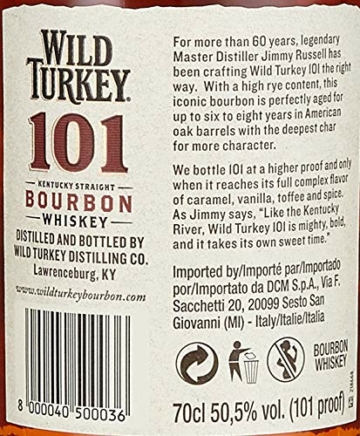 WILD
TURKEY
101
KENTUCKY STRAIGHT
BOURBON
WHISKEY
DISTILLED AND BOTTLED BY
WILD TURKEY DISTILLING CO.
Lawrenceburg, KY
www.wildturkeybourbon.com
8 000040 500036
For more than 60 years, legendary
Master Distiller Jimmy Russell has
been crafting Wild Turkey 101 the right
way. With a high rye content, this
iconic bourbon is perfectly aged for
up to six to eight years in American
oak barrels with the deepest char
for more character.
We bottle 101 at a higher proof and only
when it reaches its full complex flavor
of caramel, vanilla, toffee and spice.
As Jimmy says, “Like the Kentucky
River, Wild Turkey 101 is mighty, bold,
and it takes its own sweet time.”
Imported by/Importé par/Importado
por/Importato da DCM S.p.A., Via F.
Sacchetti 20, 20099 Sesto San
Giovanni (MI) - Italy/Italie/Italia
BOURBON
WHISKEY
70cl 50,5% vol. (101 proof)